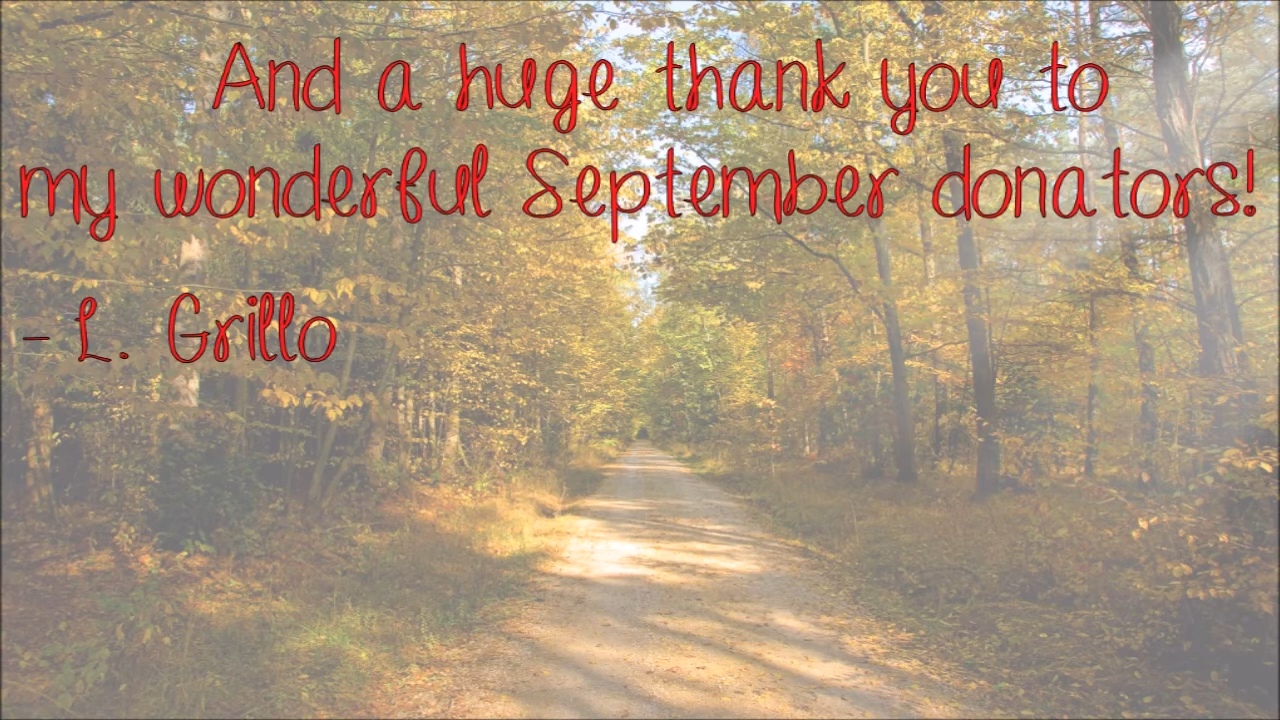 And a huge thank you to
my wonderful September donators!
- L. Grillo